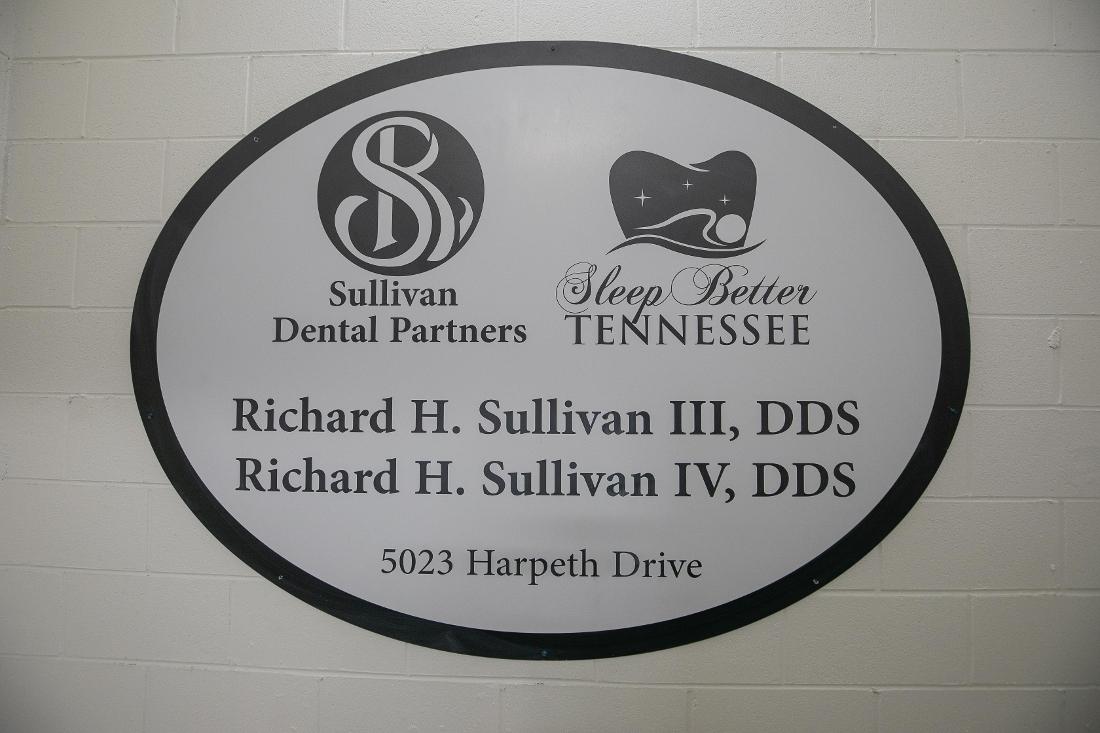 Sullivan
Dental Partners
Sleep Better
TENNESSEE
Richard H. Sullivan III, DDS
Richard H. Sullivan IV, DDS
5023 Harpeth Drive